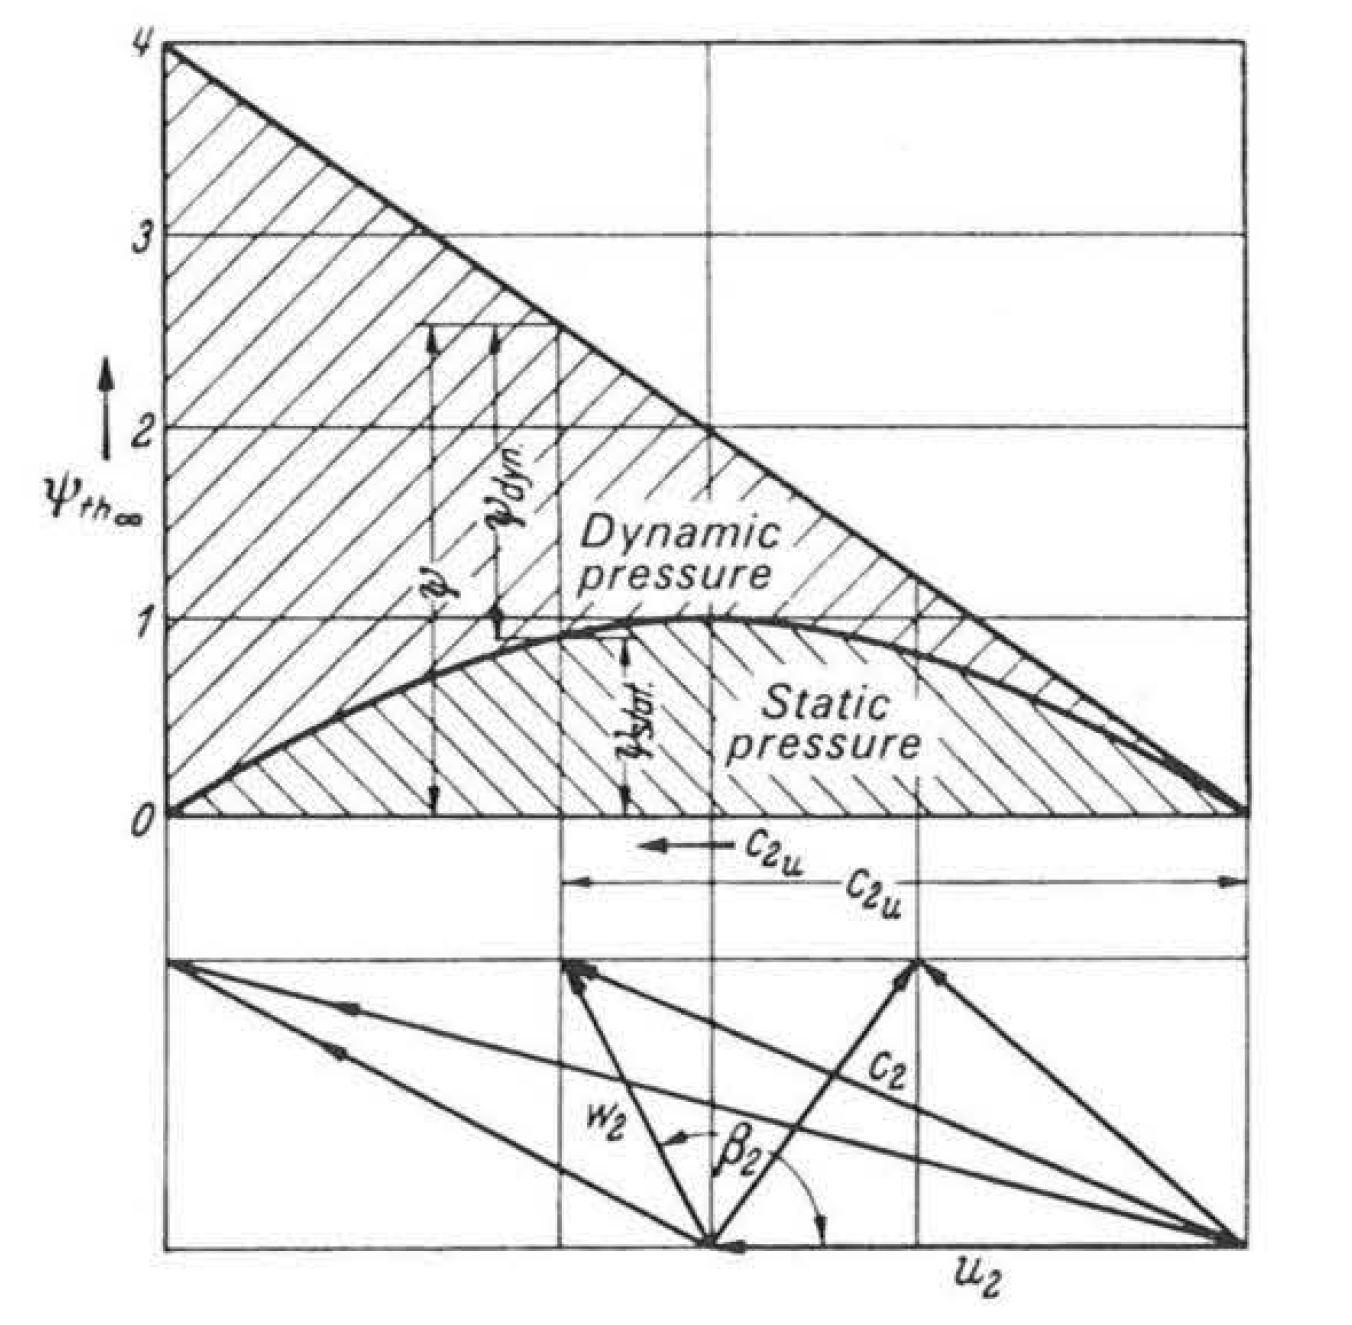 4
3
2
ψth∞
ψdyn.
Dynamic
pressure
ψ
1
Static
pressure
ψstat.
0
c2u
c2u
c2
w2
β2
u2